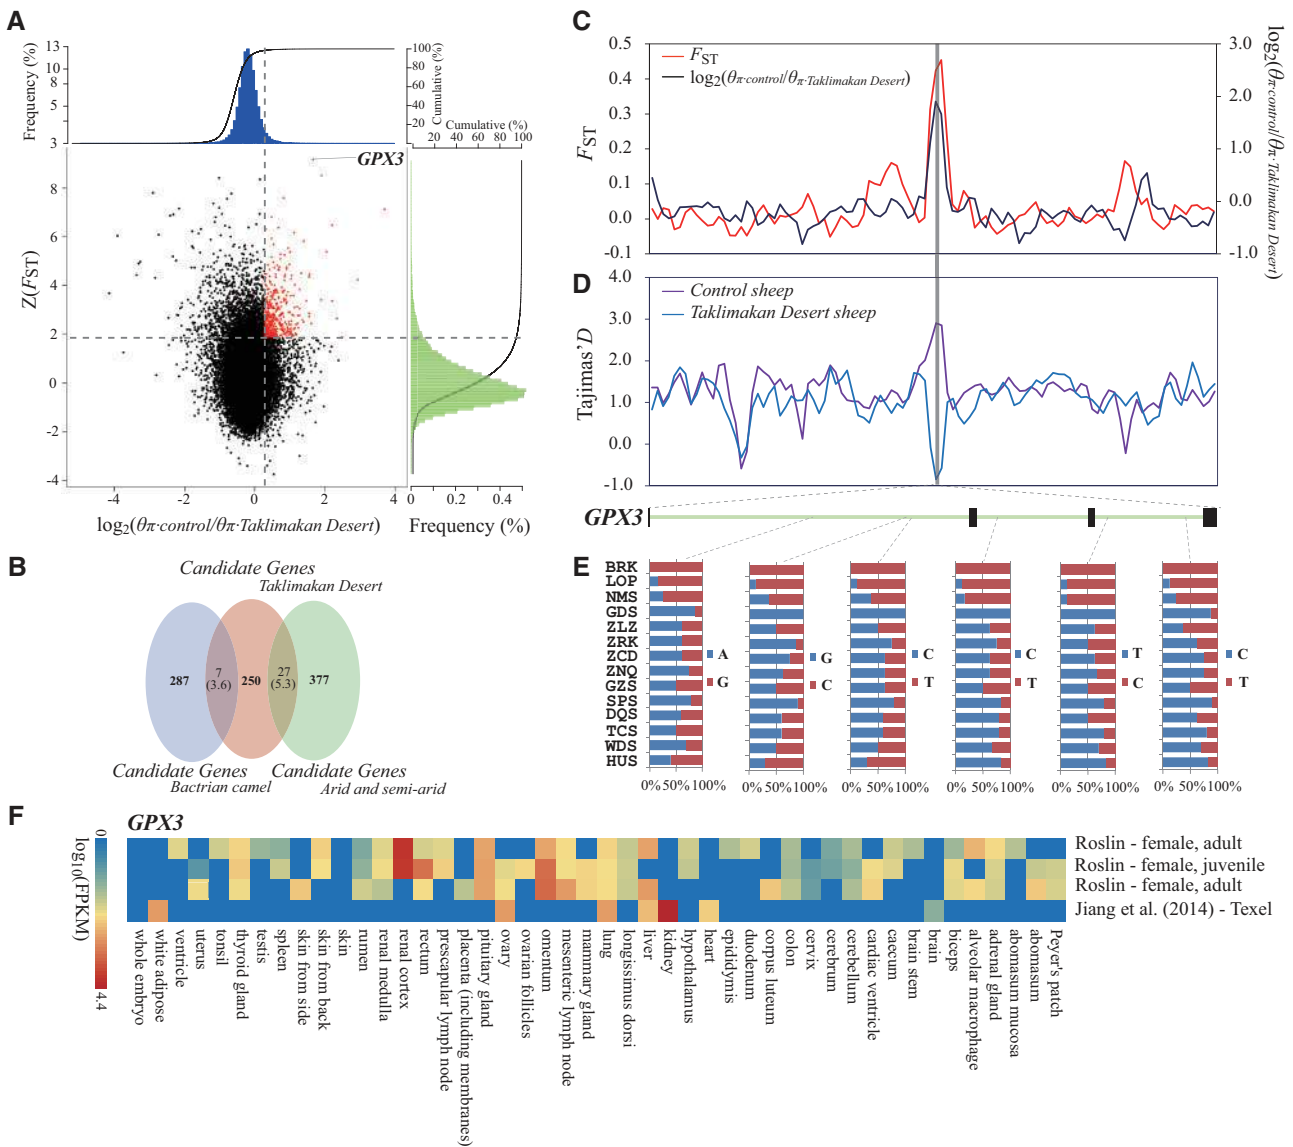 A
Frequency (%)
13
10
8
5
3
100
80
60
40
20
Cumulative (%)
Cumulative (%)
20 40 60 80 100
GPX3
Z(FST)
8
6
4
2
0
-2
-4
-4 -2 0 2 4
log2(θπ·control/θπ·Taklimakan Desert)
0 0.2 0.4
Frequency (%)
B
Candidate Genes
Taklimakan Desert
287
7
(3.6)
250
27
(5.3)
377
Candidate Genes
Bactrian camel
Candidate Genes
Arid and semi-arid
C
FST
0.5
0.4
0.3
0.2
0.1
0.0
-0.1
FST
log2(θπ·control/θπ·Taklimakan Desert)
3.0
2.0
1.0
0.0
-1.0
log2(θπ·control/θπ·Taklimakan Desert)
D
Tajimas'D
4.0
3.0
2.0
1.0
0.0
-1.0
Control sheep
Taklimakan Desert sheep
GPX3
E
BRK
LOP
NMS
GDS
ZLZ
ZRK
ZCD
ZNQ
GZS
SPS
DQS
TCS
WDS
HUS
A
G
G
C
C
T
C
T
T
C
C
T
0% 50% 100%
0% 50% 100%
0% 50% 100%
0% 50% 100%
0% 50% 100%
0% 50% 100%
F
GPX3
0
log10(FPKM)
4.4
Roslin - female, adult
Roslin - female, juvenile
Roslin - female, adult
Jiang et al. (2014) - Texel
whole embryo
white adipose
ventricle
uterus
tonsil
thyroid gland
testis
spleen
skin from side
skin from back
skin
rumen
renal medulla
renal cortex
rectum
prescapular lymph node
placenta (including membranes)
pituitary gland
ovary
ovarian follicles
omentum
mesenteric lymph node
mammary gland
lung
longissimus dorsi
liver
kidney
hypothalamus
heart
epididymis
duodenum
corpus luteum
colon
cervix
cerebrum
cerebellum
cardiac ventricle
caecum
brain stem
brain
biceps
alveolar macrophage
adrenal gland
abomasum mucosa
abomasum
Peyer's patch